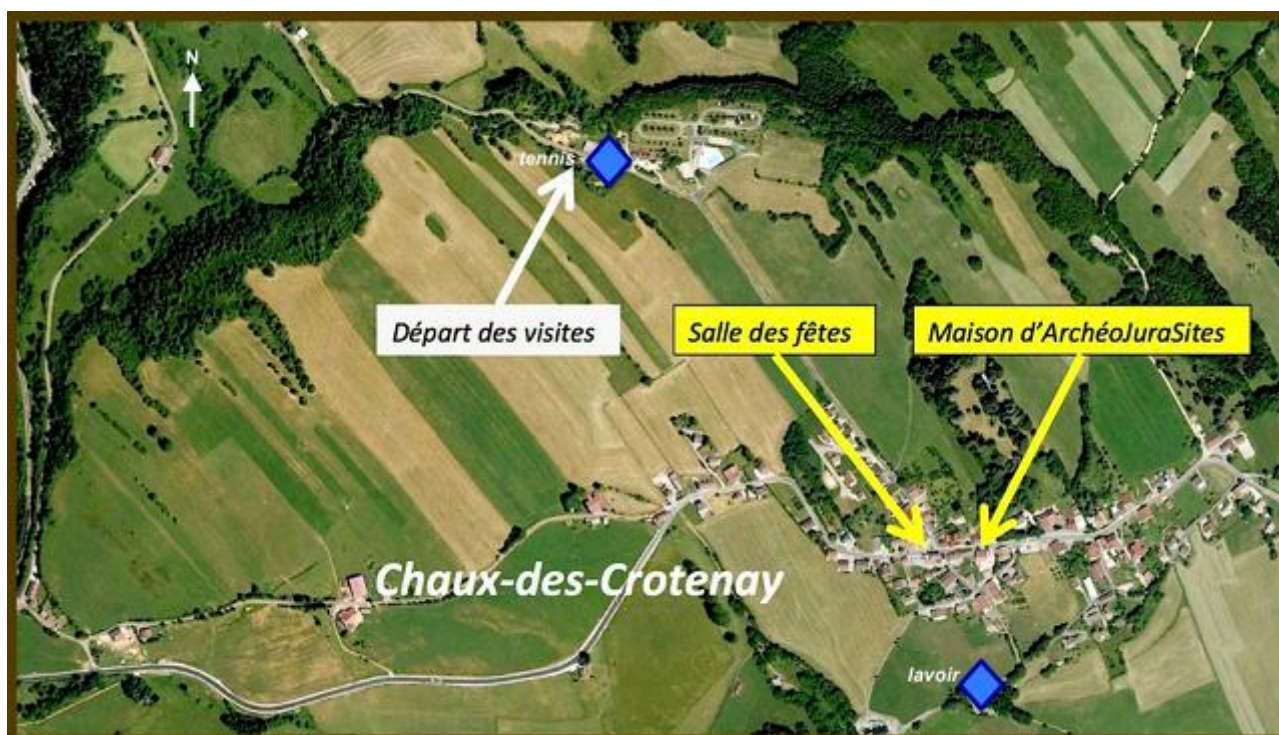 N
tennis
Départ des visites
Salle des fêtes
Maison d'ArchéoJuraSites
Chaux-des-Crotenay
lavoir